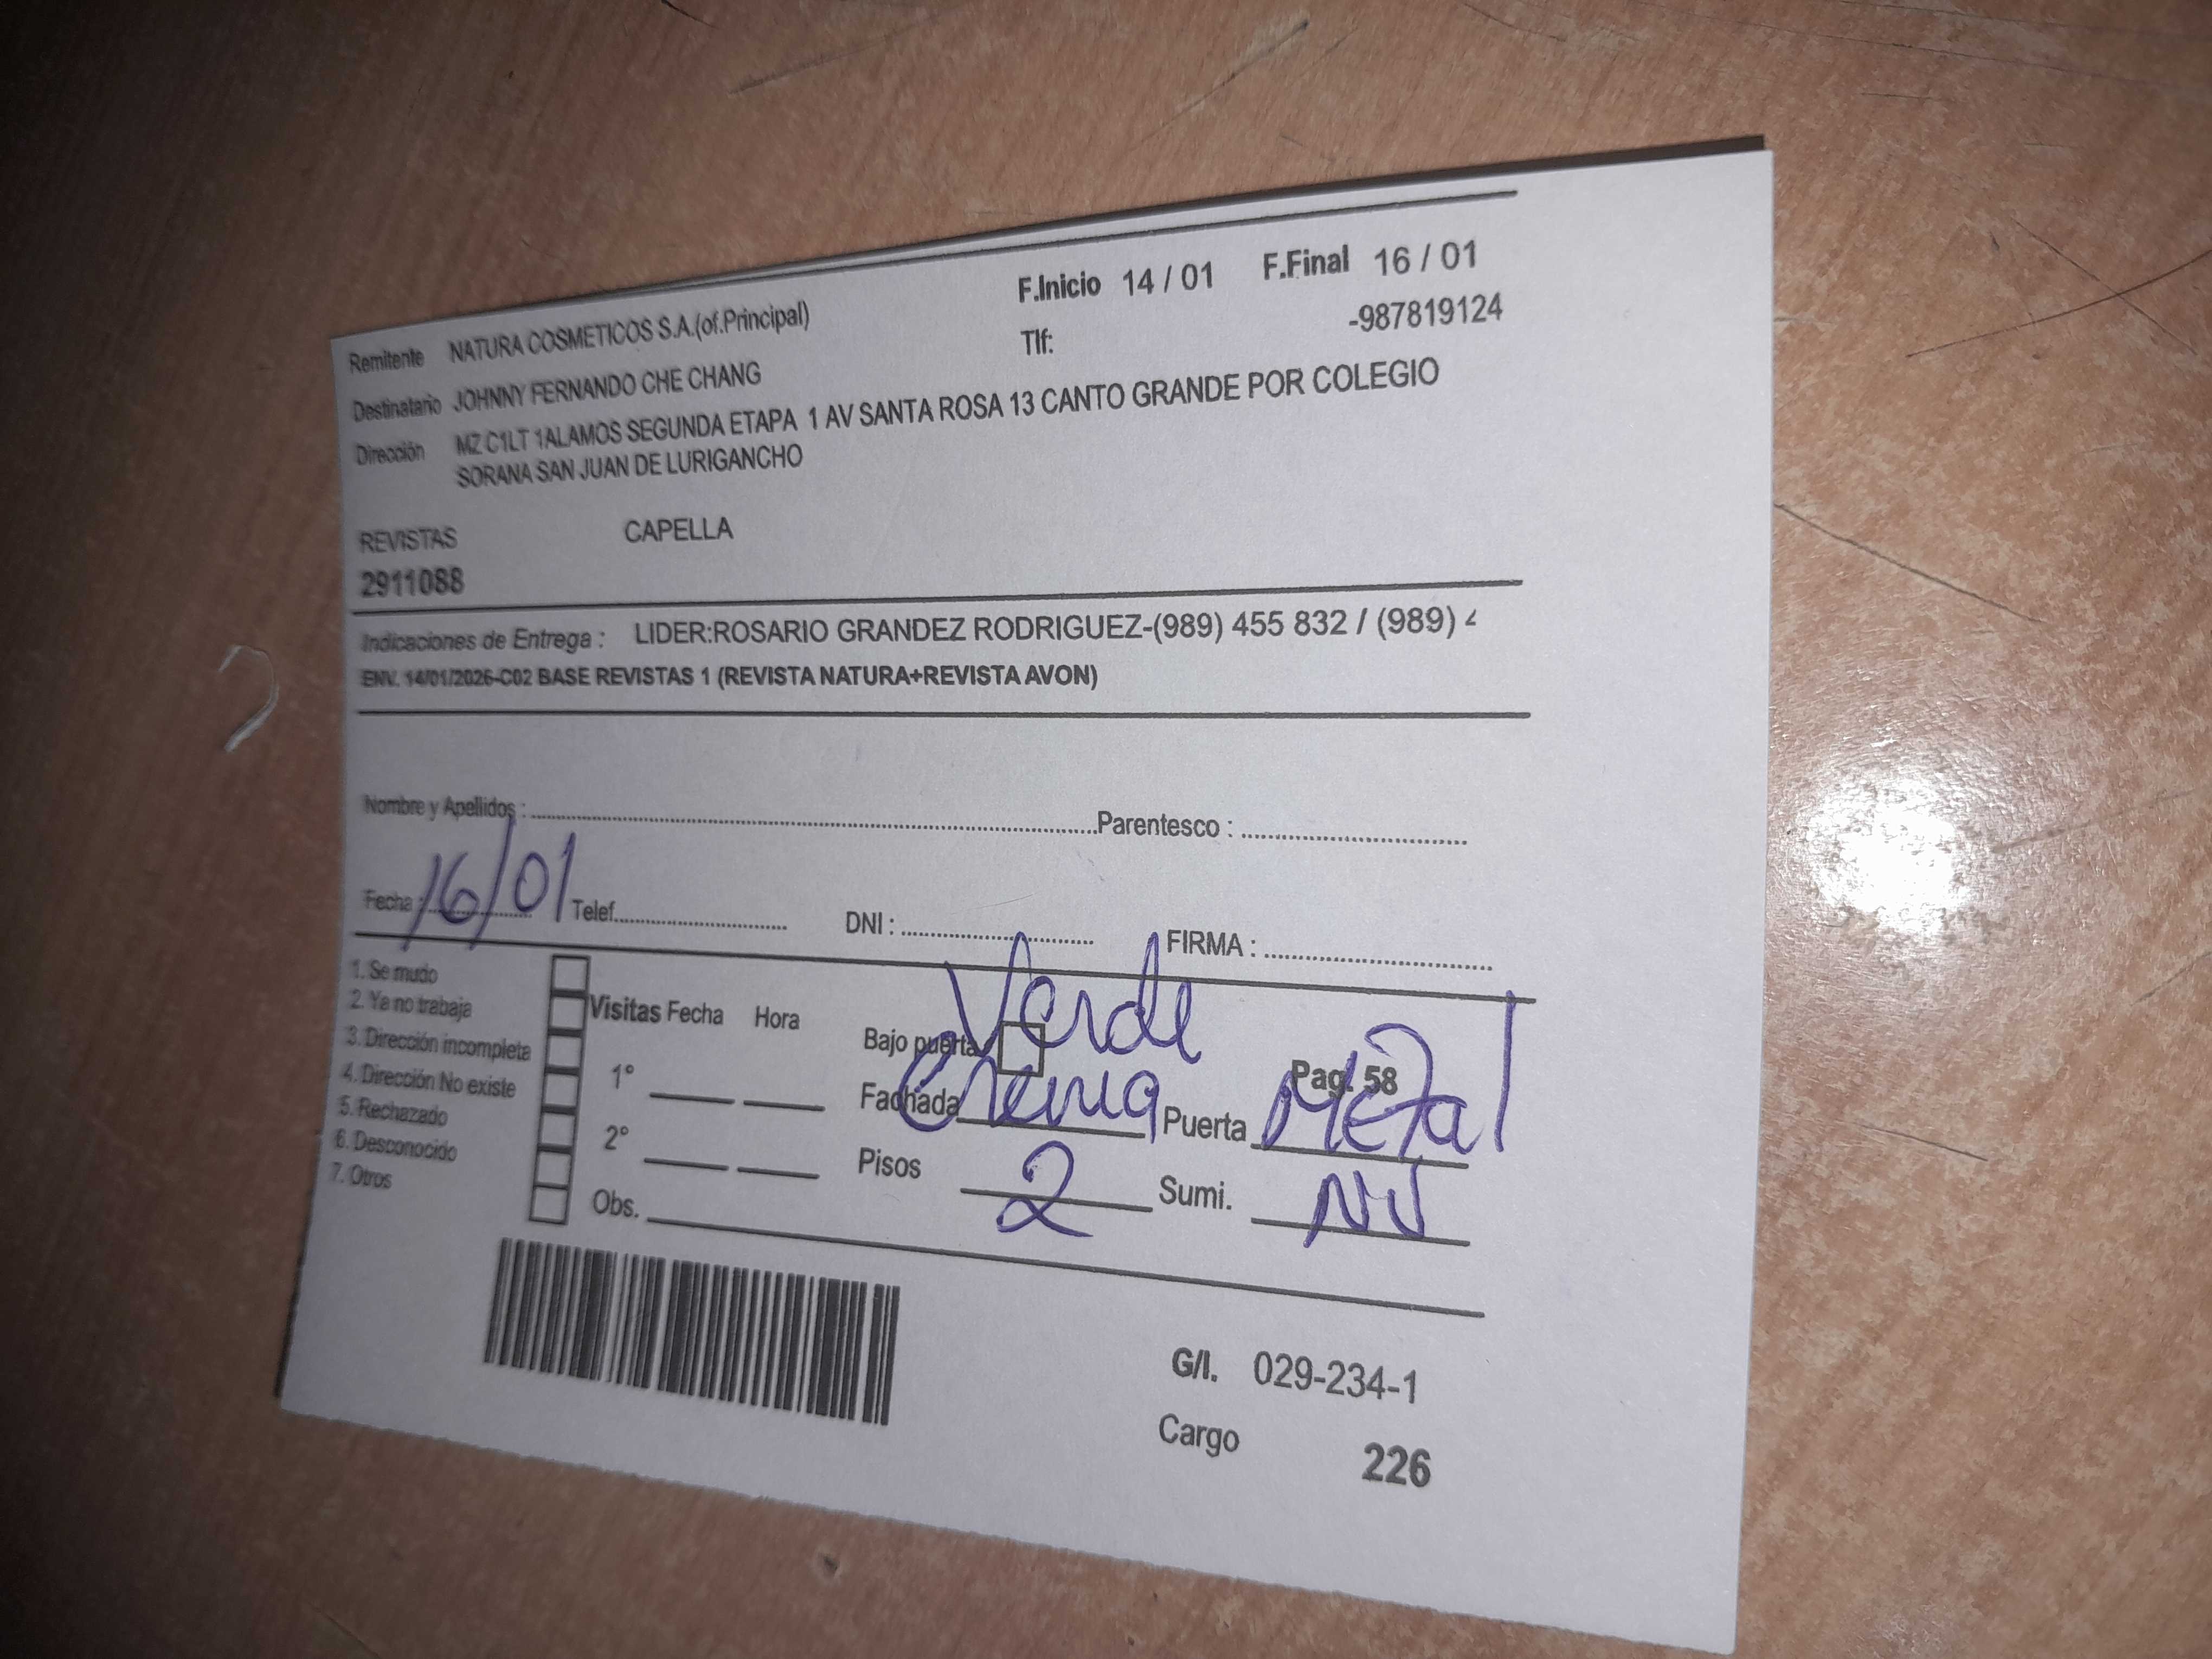 F.Inicio 14 / 01 F.Final 16 / 01
Remitente NATURA COSMETICOS S.A.(of.Principal)
Tlf: -987819124
Destinatario JOHNNY FERNANDO CHE CHANG
Dirección MZ C1LT 1ALAMOS SEGUNDA ETAPA 1 AV SANTA ROSA 13 CANTO GRANDE POR COLEGIO
SORANA SAN JUAN DE LURIGANCHO
REVISTAS CAPELLA
2911088
Indicaciones de Entrega : LIDER:ROSARIO GRANDEZ RODRIGUEZ-(989) 455 832 / (989)
ENV. 14/01/2026-C02 BASE REVISTAS 1 (REVISTA NATURA+REVISTA AVON)
Nombre y Apellidos : Parentesco :
Fecha : 16/01 Telef. DNI : FIRMA :
1. Se mudo
2. Ya no trabaja
3. Dirección incompleta
4. Dirección No existe
5. Rechazado
6. Desconocido
7. Otros
Visitas Fecha Hora
1°
2°
Obs.
Verde
Bajo puerta Pag. 58
Fachada Crema Puerta Metal
Pisos 2 Sumi.
G/I. 029-234-1
Cargo 226